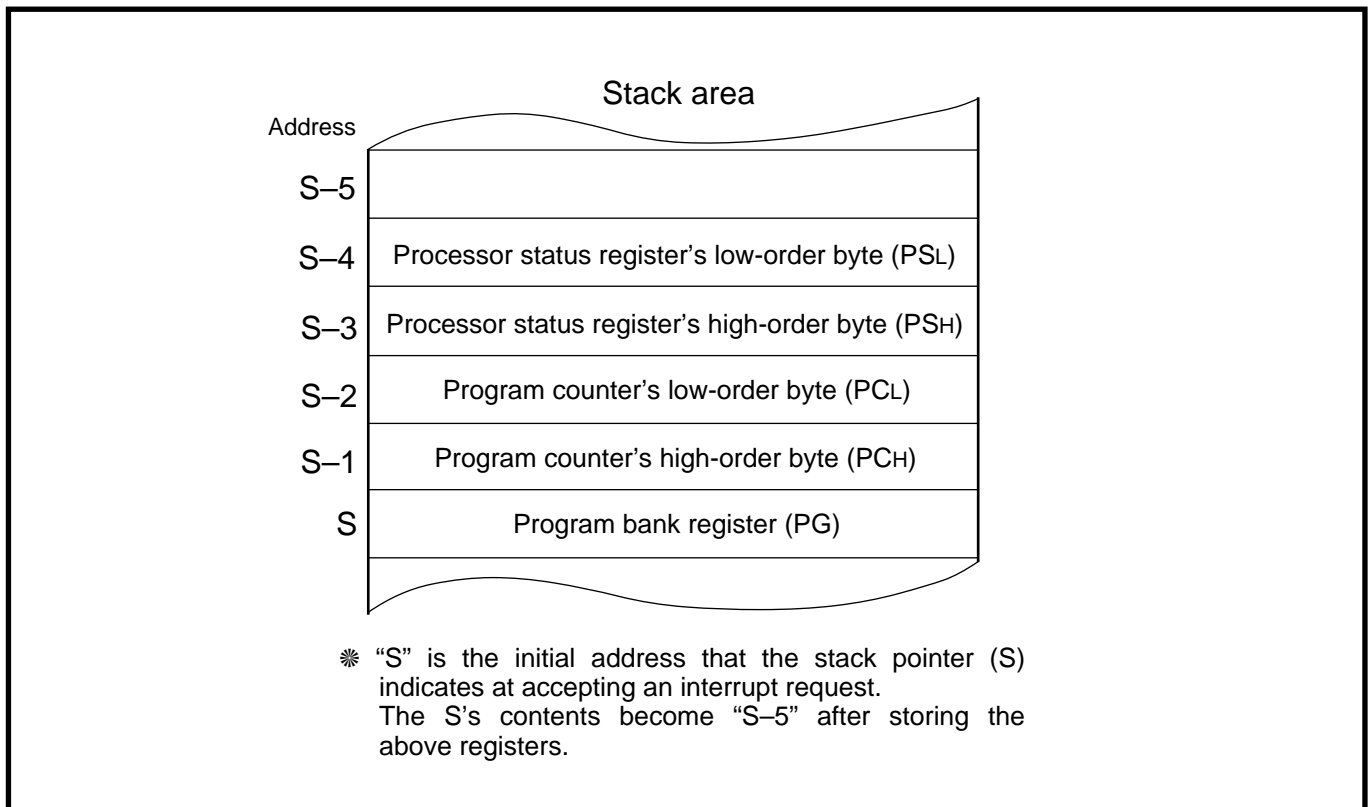 Stack area
Address
S–5
S–4 Processor status register’s low-order byte (PSL)
S–3 Processor status register’s high-order byte (PSH)
S–2 Program counter’s low-order byte (PCL)
S–1 Program counter’s high-order byte (PCH)
S Program bank register (PG)
❋ “S” is the initial address that the stack pointer (S)
indicates at accepting an interrupt request.
The S’s contents become “S–5” after storing the
above registers.